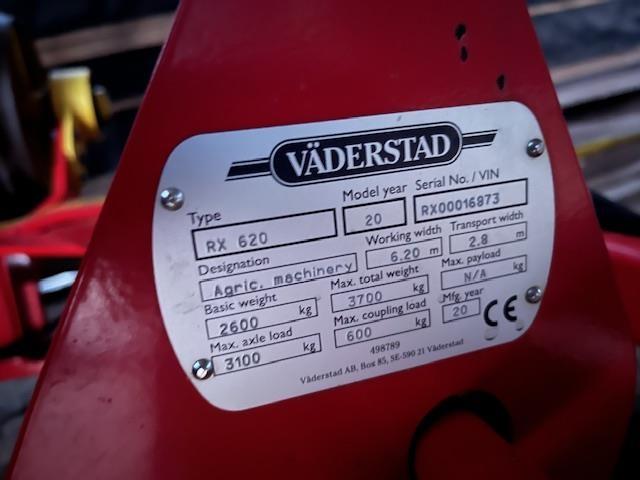 VÄDERSTAD
Type Model year Serial No. / VIN
RX 620 20 RX00016873
Designation Working width Transport width
Agric. machinery 6.20 m 2.8 m
Basic weight Max. total weight Max. payload
2600 kg 3700 kg N/A kg
Max. axle load Max. coupling load Mfg. year
3100 kg 600 kg 20 CE
498789
Väderstad AB, Box 85, SE-590 21 Väderstad